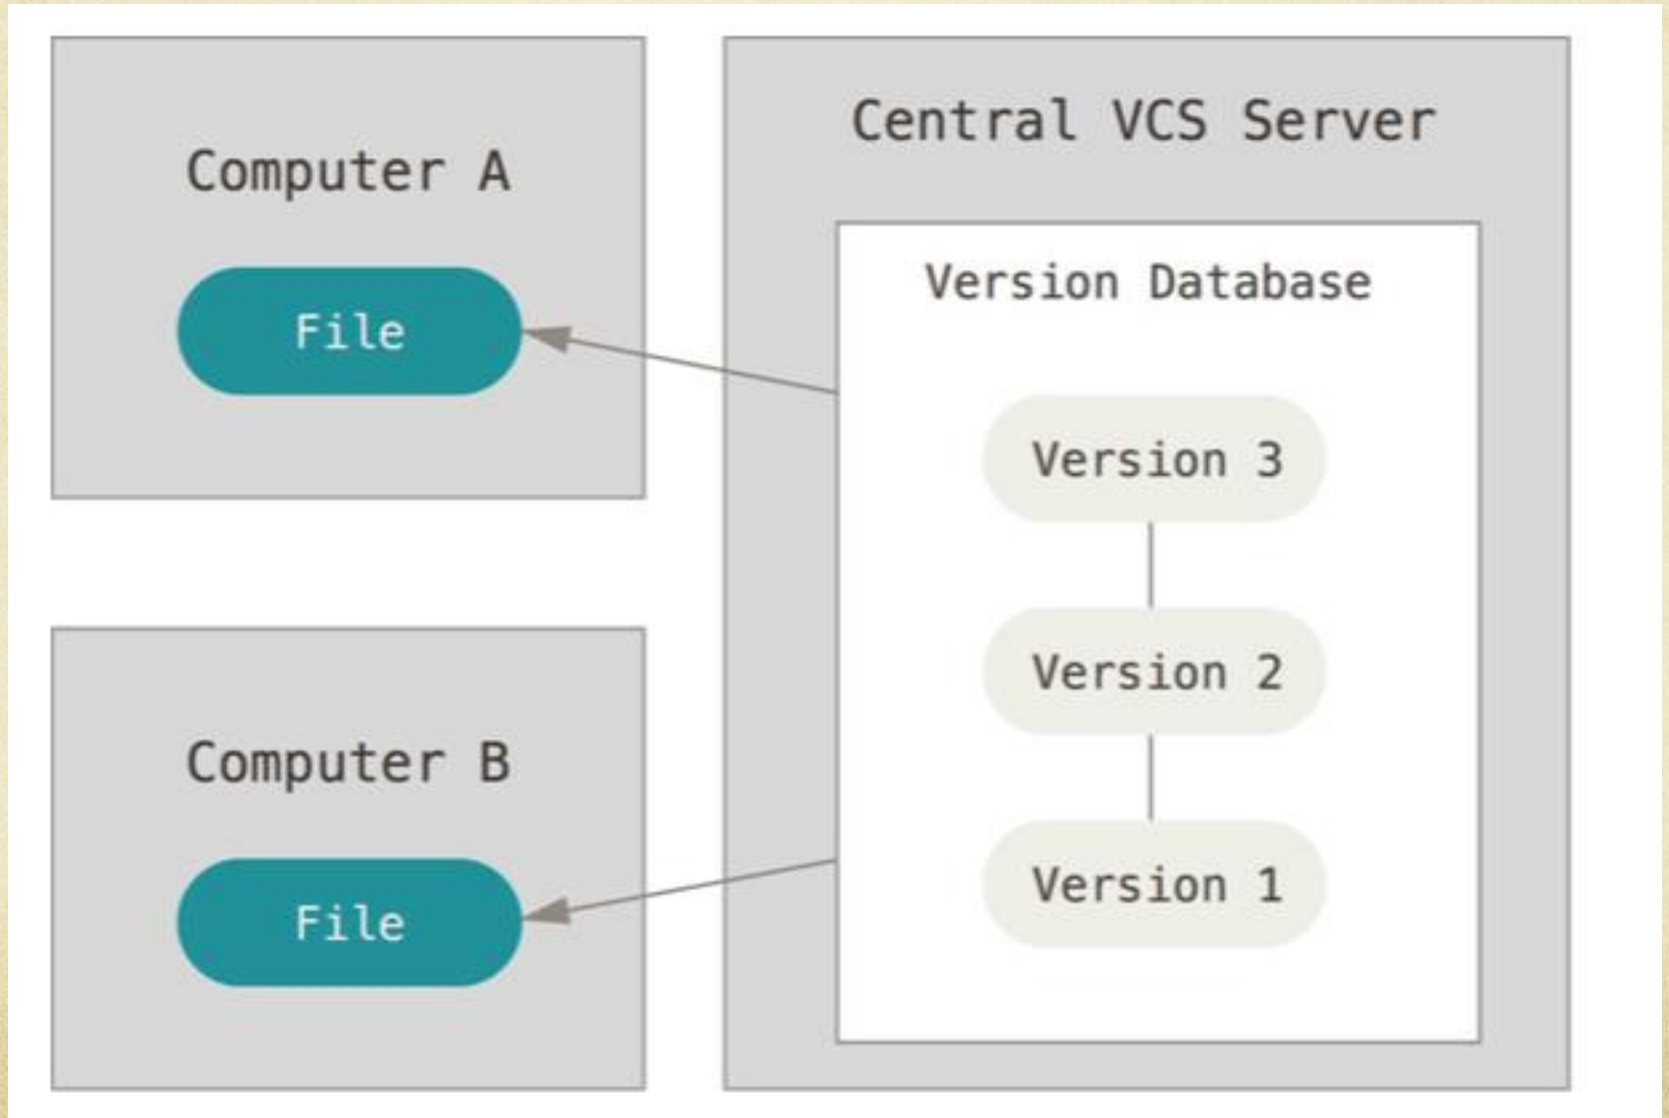 Computer A
File
Computer B
File
Central VCS Server
Version Database
Version 3
Version 2
Version 1